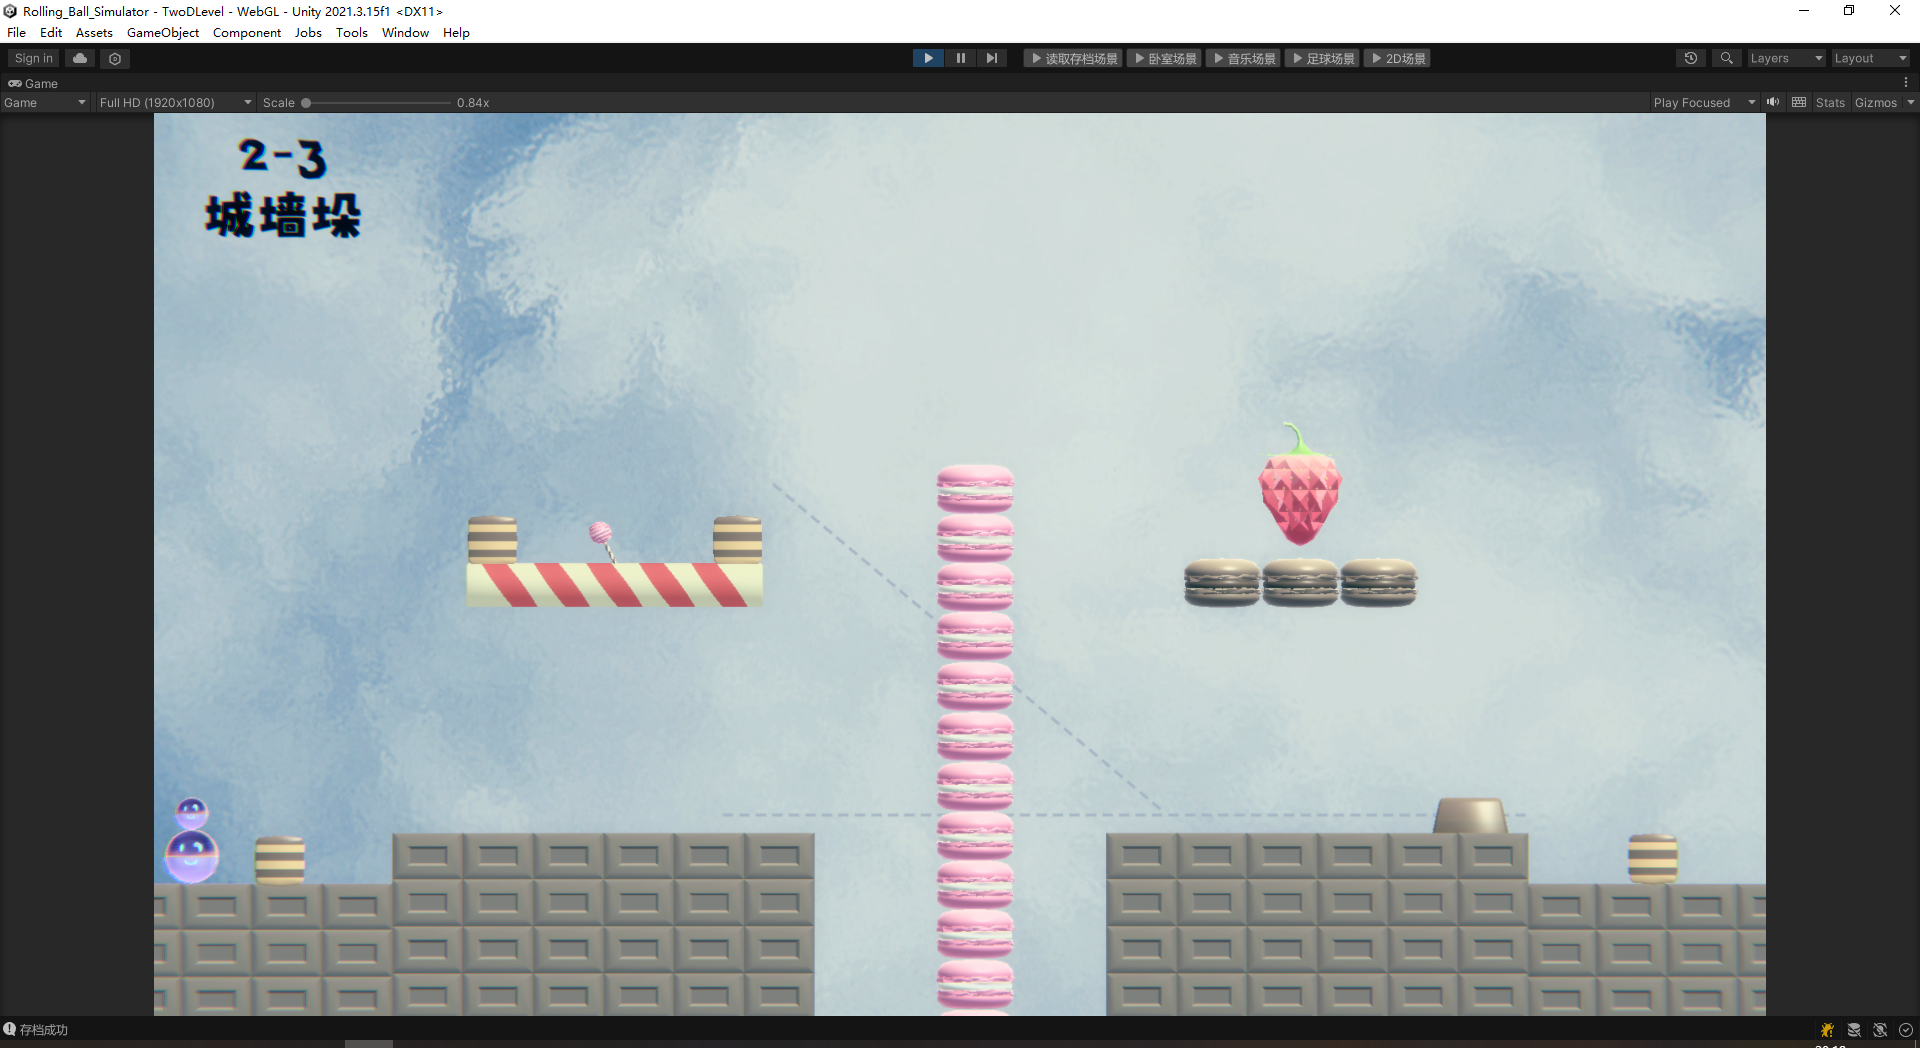 Rolling_Ball_Simulator - TwoDLevel - WebGL - Unity 2021.3.15f1 <DX11>
File Edit Assets GameObject Component Jobs Tools Window Help
Sign in 读取存档场景 卧室场景 音乐场景 足球场景 2D场景 Layers Layout
Game
Game Full HD (1920x1080) Scale 0.84x Play Focused Stats Gizmos
2-3
城墙垛
存档成功